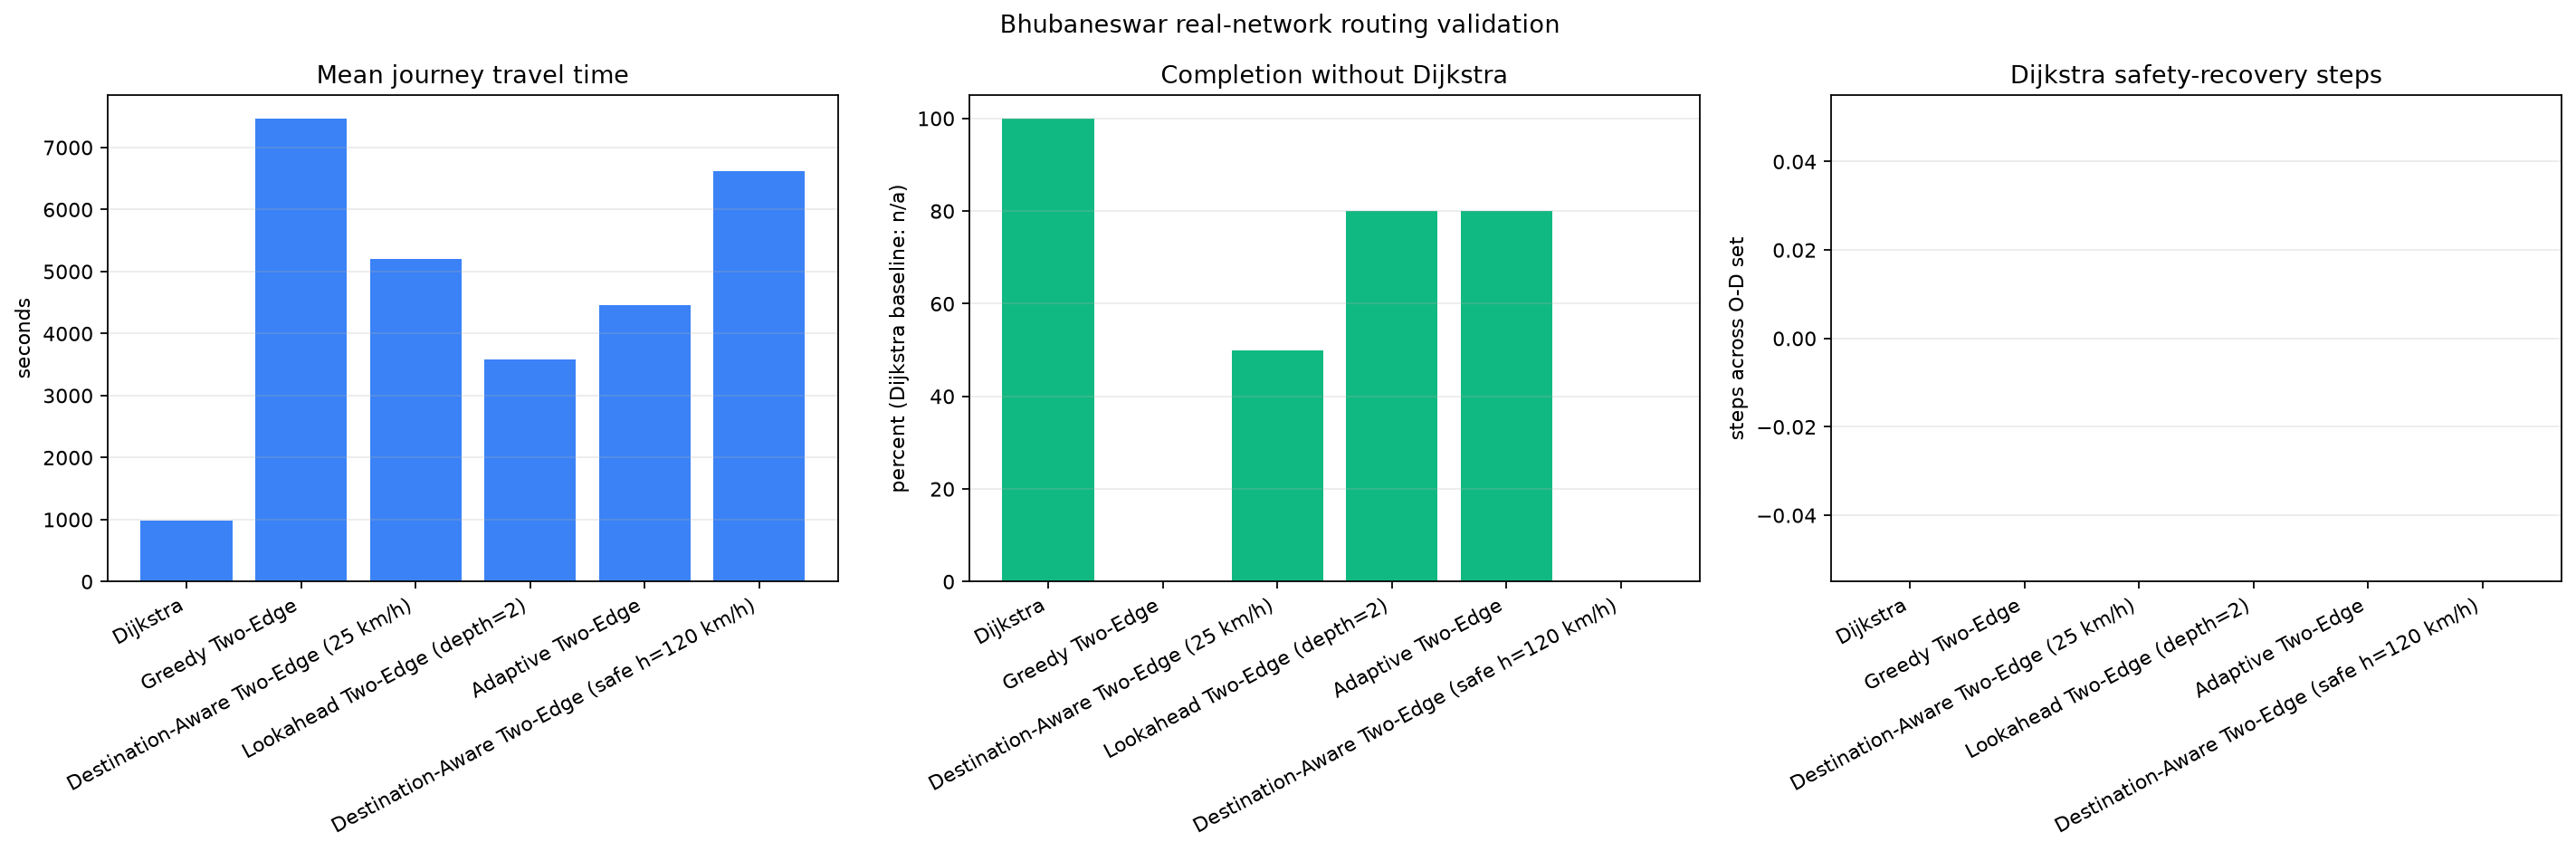 Bhubaneswar real-network routing validation
Mean journey travel time
seconds
7000
6000
5000
4000
3000
2000
1000
0
Dijkstra
Greedy Two-Edge
Destination-Aware Two-Edge (25 km/h)
Lookahead Two-Edge (depth=2)
Adaptive Two-Edge
Destination-Aware Two-Edge (safe h=120 km/h)
Completion without Dijkstra
percent (Dijkstra baseline: n/a)
100
80
60
40
20
0
Dijkstra
Greedy Two-Edge
Destination-Aware Two-Edge (25 km/h)
Lookahead Two-Edge (depth=2)
Adaptive Two-Edge
Destination-Aware Two-Edge (safe h=120 km/h)
Dijkstra safety-recovery steps
steps across O-D set
0.04
0.02
0.00
−0.02
−0.04
Dijkstra
Greedy Two-Edge
Destination-Aware Two-Edge (25 km/h)
Lookahead Two-Edge (depth=2)
Adaptive Two-Edge
Destination-Aware Two-Edge (safe h=120 km/h)